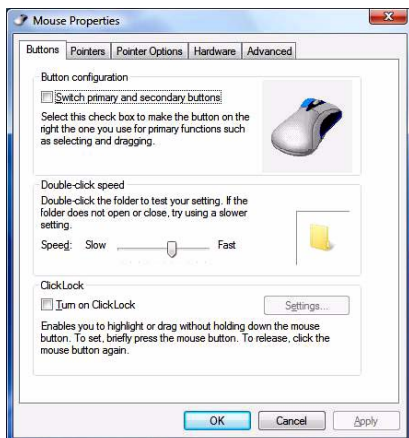 Mouse Properties
Buttons Pointers Pointer Options Hardware Advanced
Button configuration
Switch primary and secondary buttons
Select this check box to make the button on the
right the one you use for primary functions such
as selecting and dragging.
Double-click speed
Double-click the folder to test your setting. If the
folder does not open or close, try using a slower
setting.
Speed: Slow Fast
ClickLock
Turn on ClickLock
Settings...
Enables you to highlight or drag without holding down the mouse
button. To set, briefly press the mouse button. To release, click the
mouse button again.
OK Cancel Apply